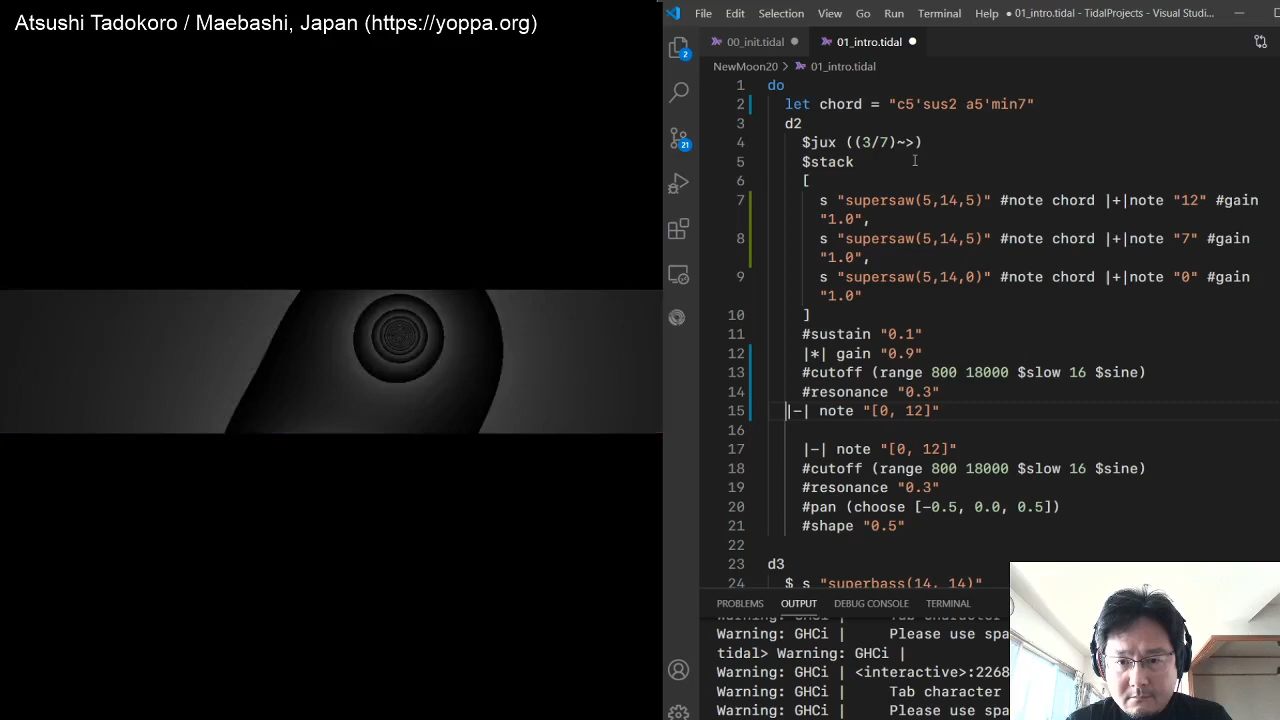 Atsushi Tadokoro / Maebashi, Japan (https://yoppa.org)
File Edit Selection View Go Run Terminal Help ● 01_intro.tidal - TidalProjects - Visual Studi...
00_init.tidal ● 01_intro.tidal ●
NewMoon20 > 01_intro.tidal
2
21
1 do
2 let chord = "c5'sus2 a5'min7"
3 d2
4 $jux ((3/7)~>)
5 $stack
6 [
7 s "supersaw(5,14,5)" #note chord |+|note "12" #gain
"1.0",
8 s "supersaw(5,14,5)" #note chord |+|note "7" #gain
"1.0",
9 s "supersaw(5,14,0)" #note chord |+|note "0" #gain
"1.0"
10 ]
11 #sustain "0.1"
12 |*| gain "0.9"
13 #cutoff (range 800 18000 $slow 16 $sine)
14 #resonance "0.3"
15 |-| note "[0, 12]"
16
17 |-| note "[0, 12]"
18 #cutoff (range 800 18000 $slow 16 $sine)
19 #resonance "0.3"
20 #pan (choose [-0.5, 0.0, 0.5])
21 #shape "0.5"
22
23 d3
24 $ s "superbass(14, 14)"
PROBLEMS OUTPUT DEBUG CONSOLE TERMINAL
Warning: GHCi | Tab character
Warning: GHCi | Please use spa
tidal> Warning: GHCi |
Warning: GHCi | <interactive>:2268
Warning: GHCi | Tab character
Warning: GHCi | Please use spa